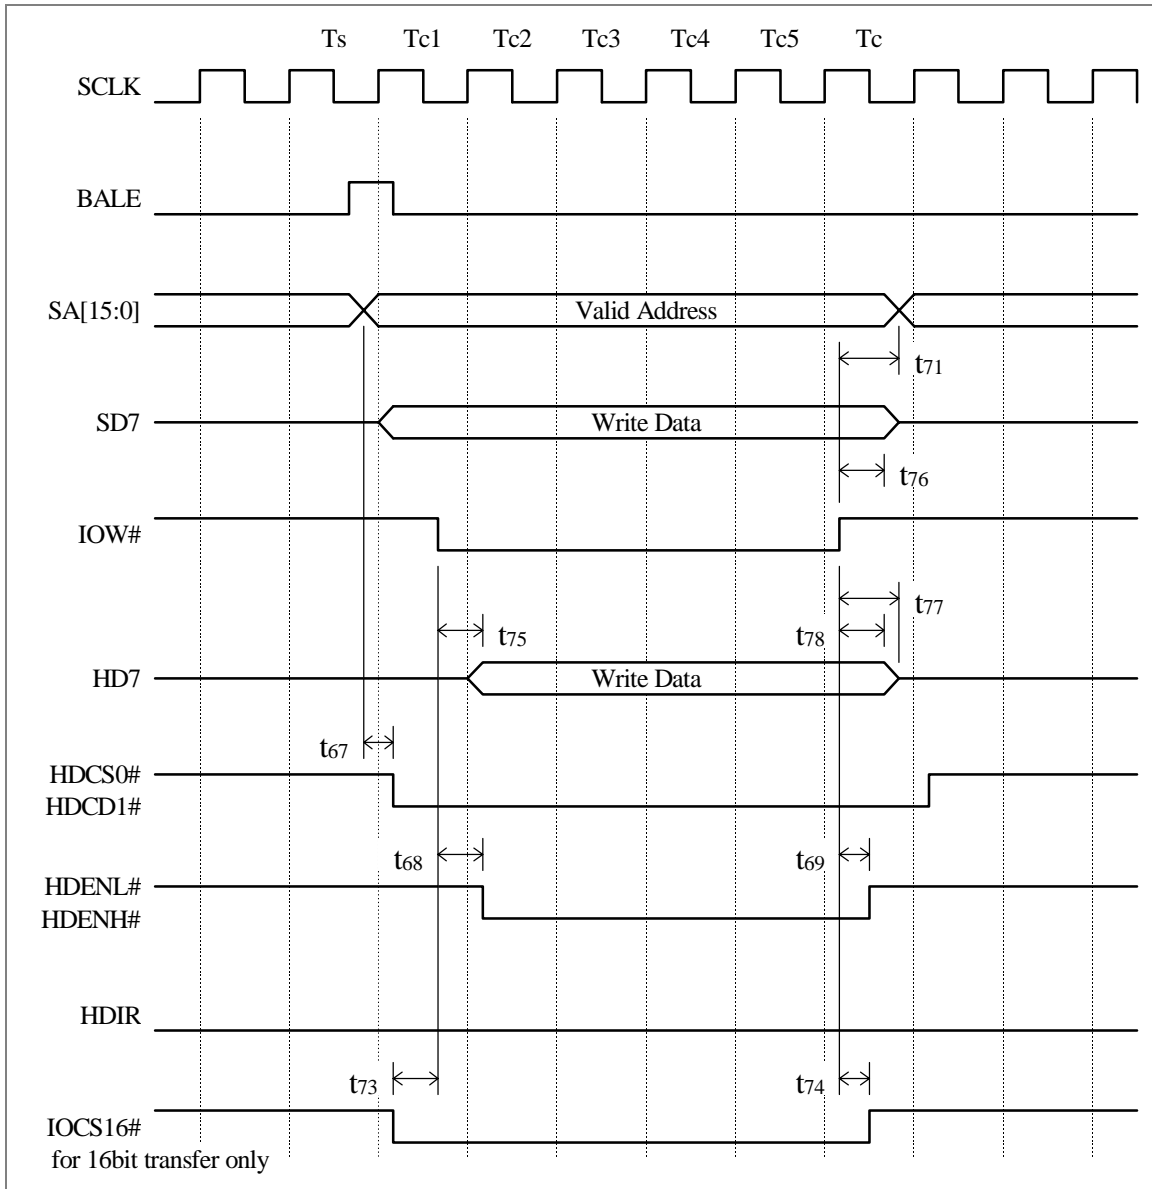 Ts Tc1 Tc2 Tc3 Tc4 Tc5 Tc
SCLK
BALE
SA[15:0] Valid Address
t71
SD7 Write Data
t76
IOW#
t77
t75 t78
HD7 Write Data
t67
HDCS0#
HDCD1#
t68 t69
HDENL#
HDENH#
HDIR
t73 t74
IOCS16#
for 16bit transfer only